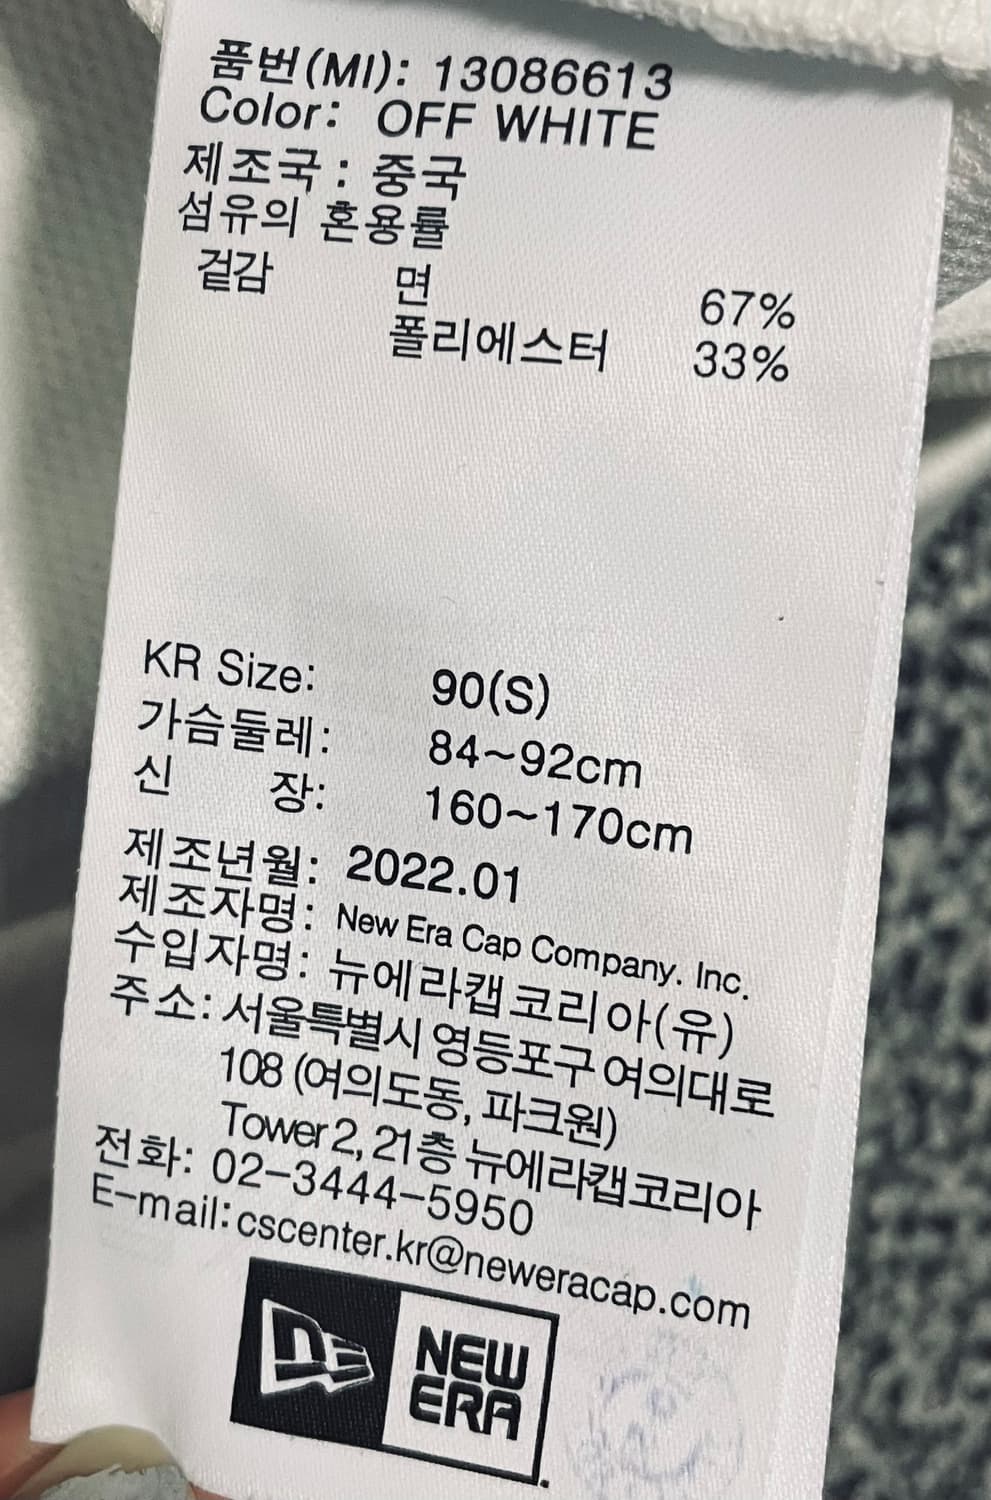 품번(MI): 13086613
Color: OFF WHITE
제조국 : 중국
섬유의 혼용률
겉감 면 67%
폴리에스터 33%
KR Size: 90(S)
가슴둘레: 84~92cm
신 장: 160~170cm
제조년월: 2022.01
제조자명: New Era Cap Company. Inc.
수입자명: 뉴에라캡코리아(유)
주소: 서울특별시 영등포구 여의대로
108 (여의도동, 파크원)
Tower 2, 21층 뉴에라캡코리아
전화: 02-3444-5950
E-mail: cscenter.kr@neweracap.com
NE NEW
ERA